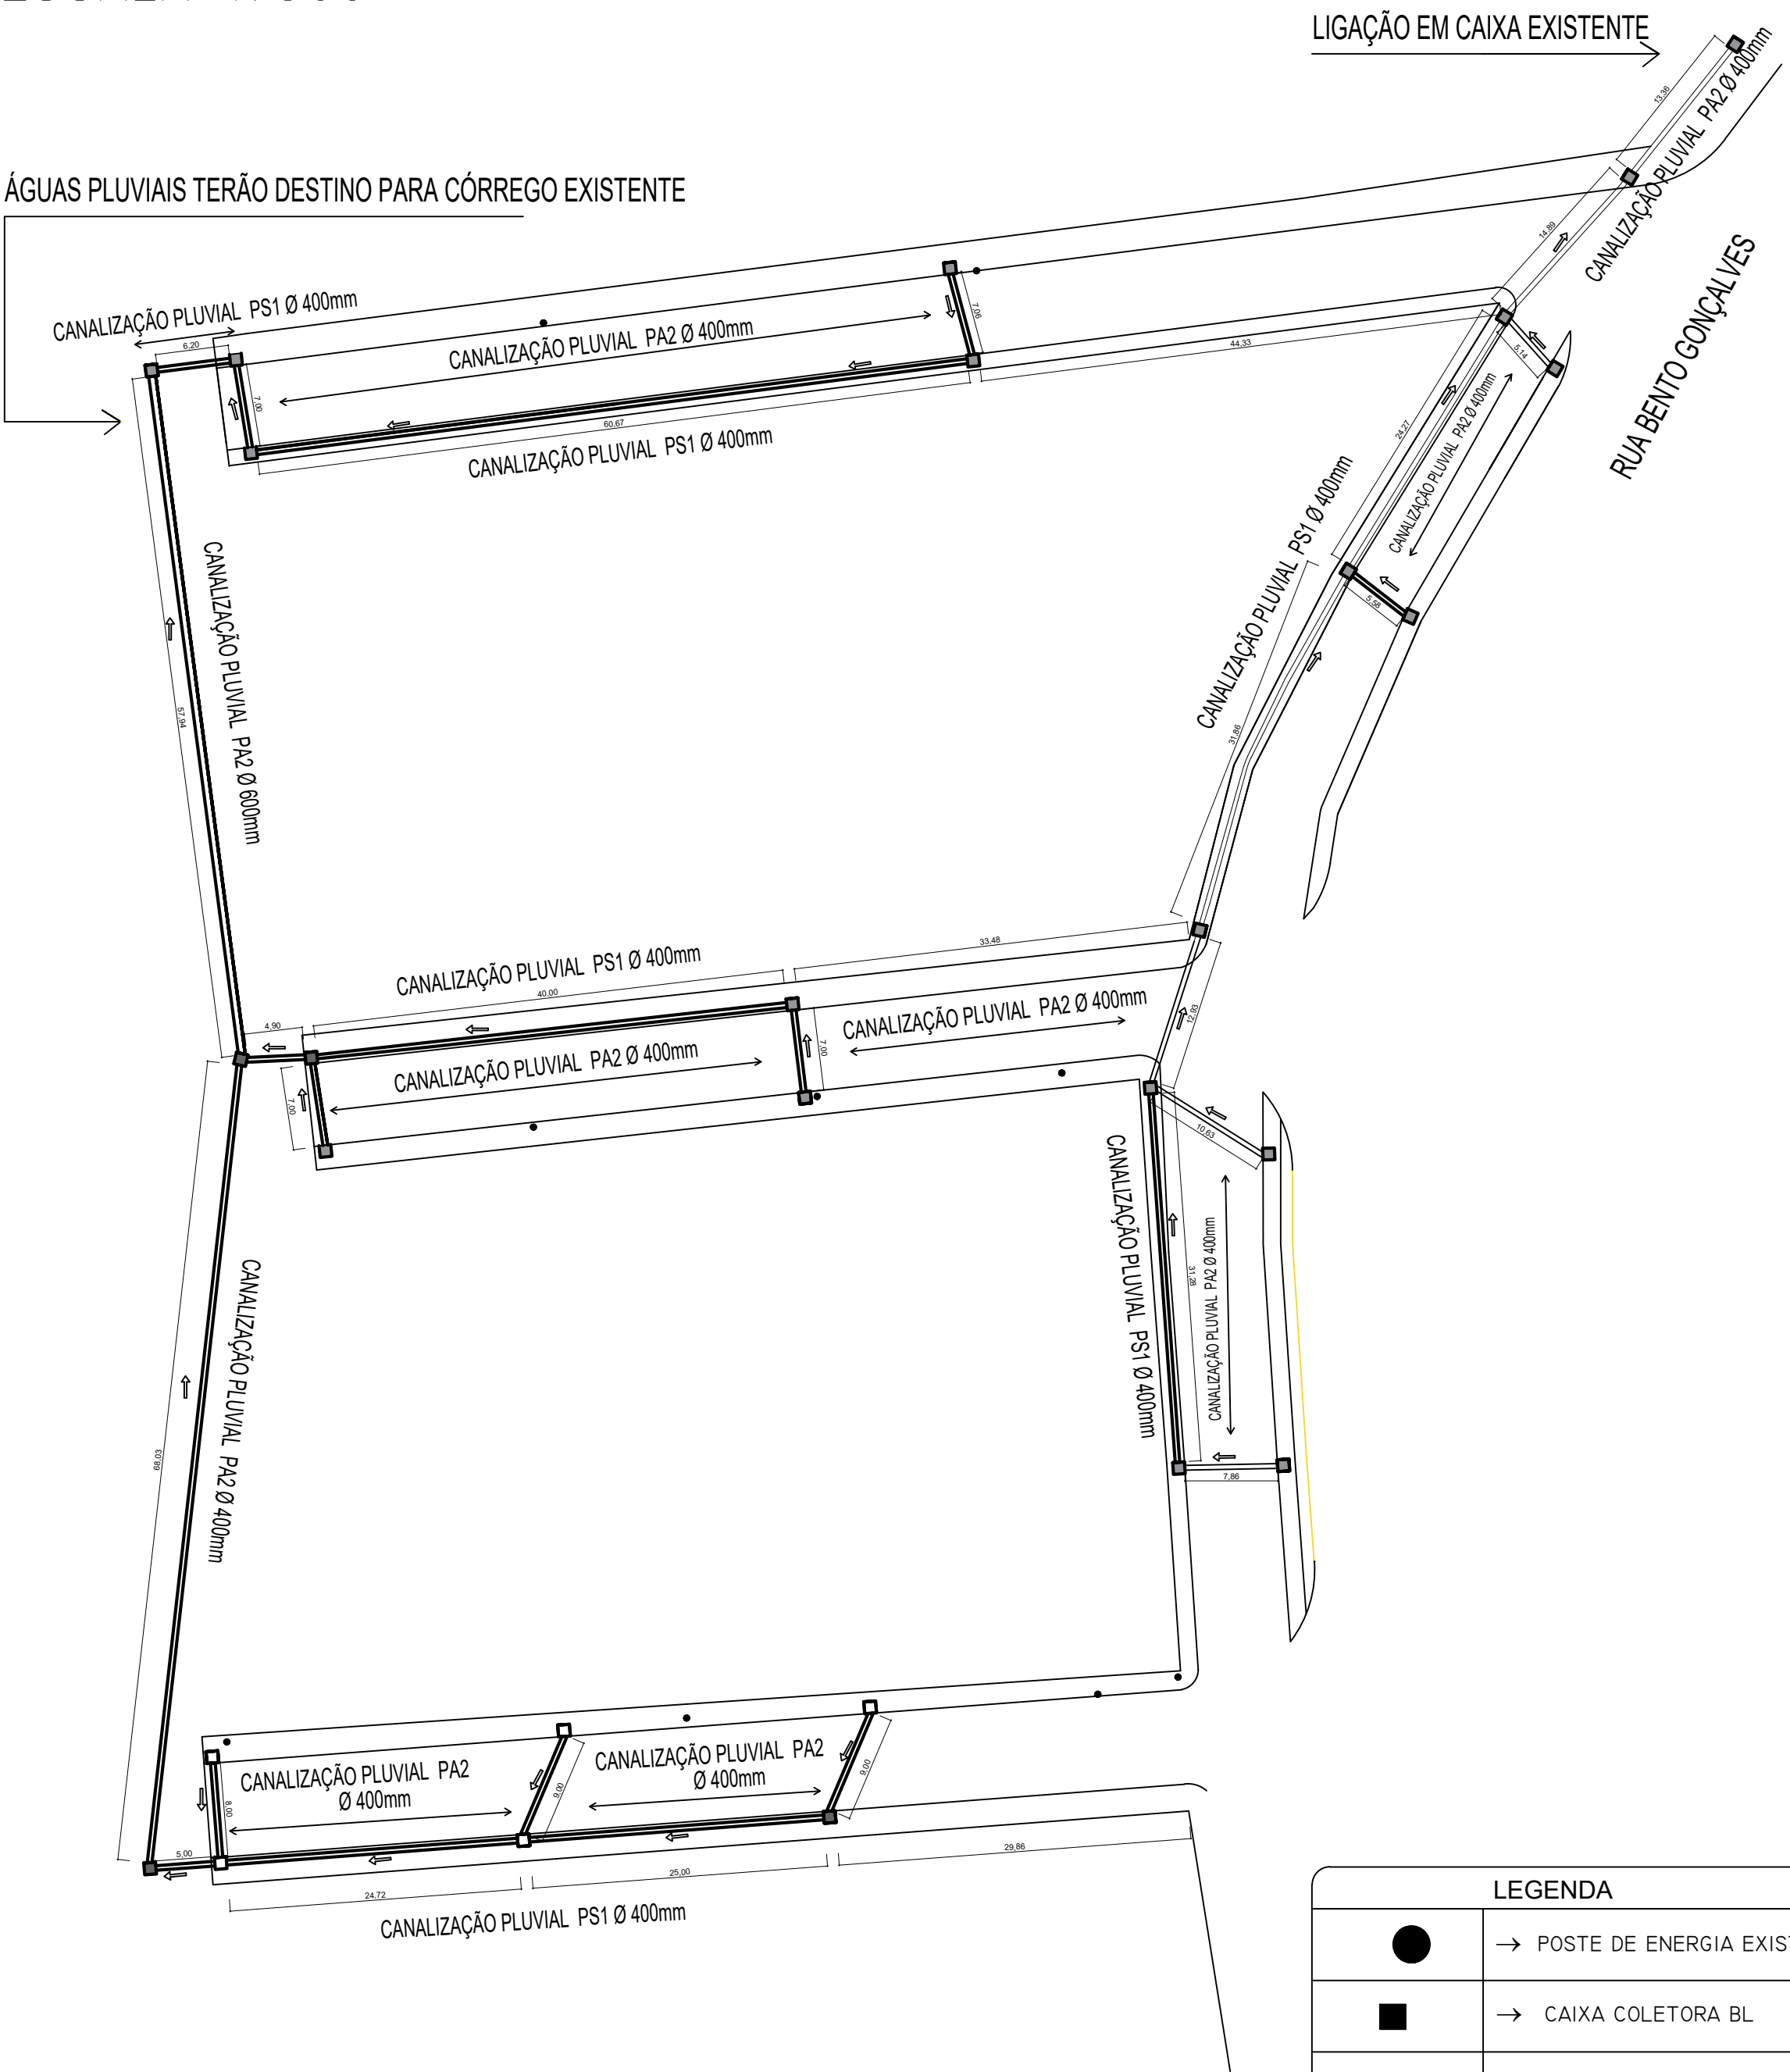 LIGAÇÃO EM CAIXA EXISTENTE
13,36
CANALIZAÇÃO PLUVIAL PA2 Ø 400mm
14,89
ÁGUAS PLUVIAIS TERÃO DESTINO PARA CÓRREGO EXISTENTE
RUA BENTO GONÇALVES
CANALIZAÇÃO PLUVIAL PS1 Ø 400mm
6,20
CANALIZAÇÃO PLUVIAL PA2 Ø 400mm
7,06
44,33
5,14
7,00
60,67
CANALIZAÇÃO PLUVIAL PS1 Ø 400mm
24,27
CANALIZAÇÃO PLUVIAL PA2 Ø 400mm
CANALIZAÇÃO PLUVIAL PS1 Ø 400mm
5,58
31,86
CANALIZAÇÃO PLUVIAL PA2 Ø 600mm
57,94
CANALIZAÇÃO PLUVIAL PS1 Ø 400mm
33,48
40,00
4,90
CANALIZAÇÃO PLUVIAL PA2 Ø 400mm
12,93
7,00
CANALIZAÇÃO PLUVIAL PA2 Ø 400mm
7,00
10,63
CANALIZAÇÃO PLUVIAL PS1 Ø 400mm
31,28
CANALIZAÇÃO PLUVIAL PA2 Ø 400mm
7,86
CANALIZAÇÃO PLUVIAL PA2 Ø 400mm
68,03
CANALIZAÇÃO PLUVIAL PA2
Ø 400mm
9,00
CANALIZAÇÃO PLUVIAL PA2
Ø 400mm
9,00
8,00
5,00
24,72
25,00
29,86
CANALIZAÇÃO PLUVIAL PS1 Ø 400mm
LEGENDA
→ POSTE DE ENERGIA EXIS
→ CAIXA COLETORA BL